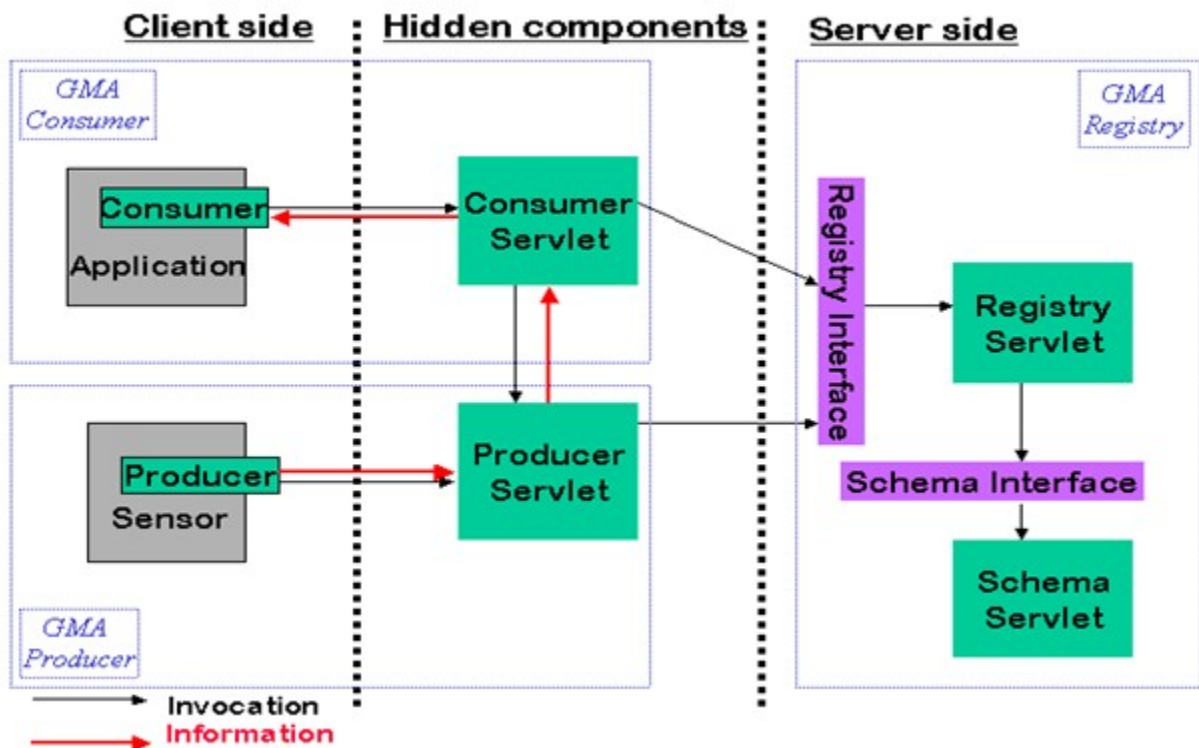 Client side
Hidden components
Server side
GMA
Consumer
Consumer
Application
Consumer
Servlet
GMA
Registry
Registry Interface
Registry
Servlet
Schema Interface
Schema
Servlet
Producer
Sensor
Producer
Servlet
GMA
Producer
Invocation
Information